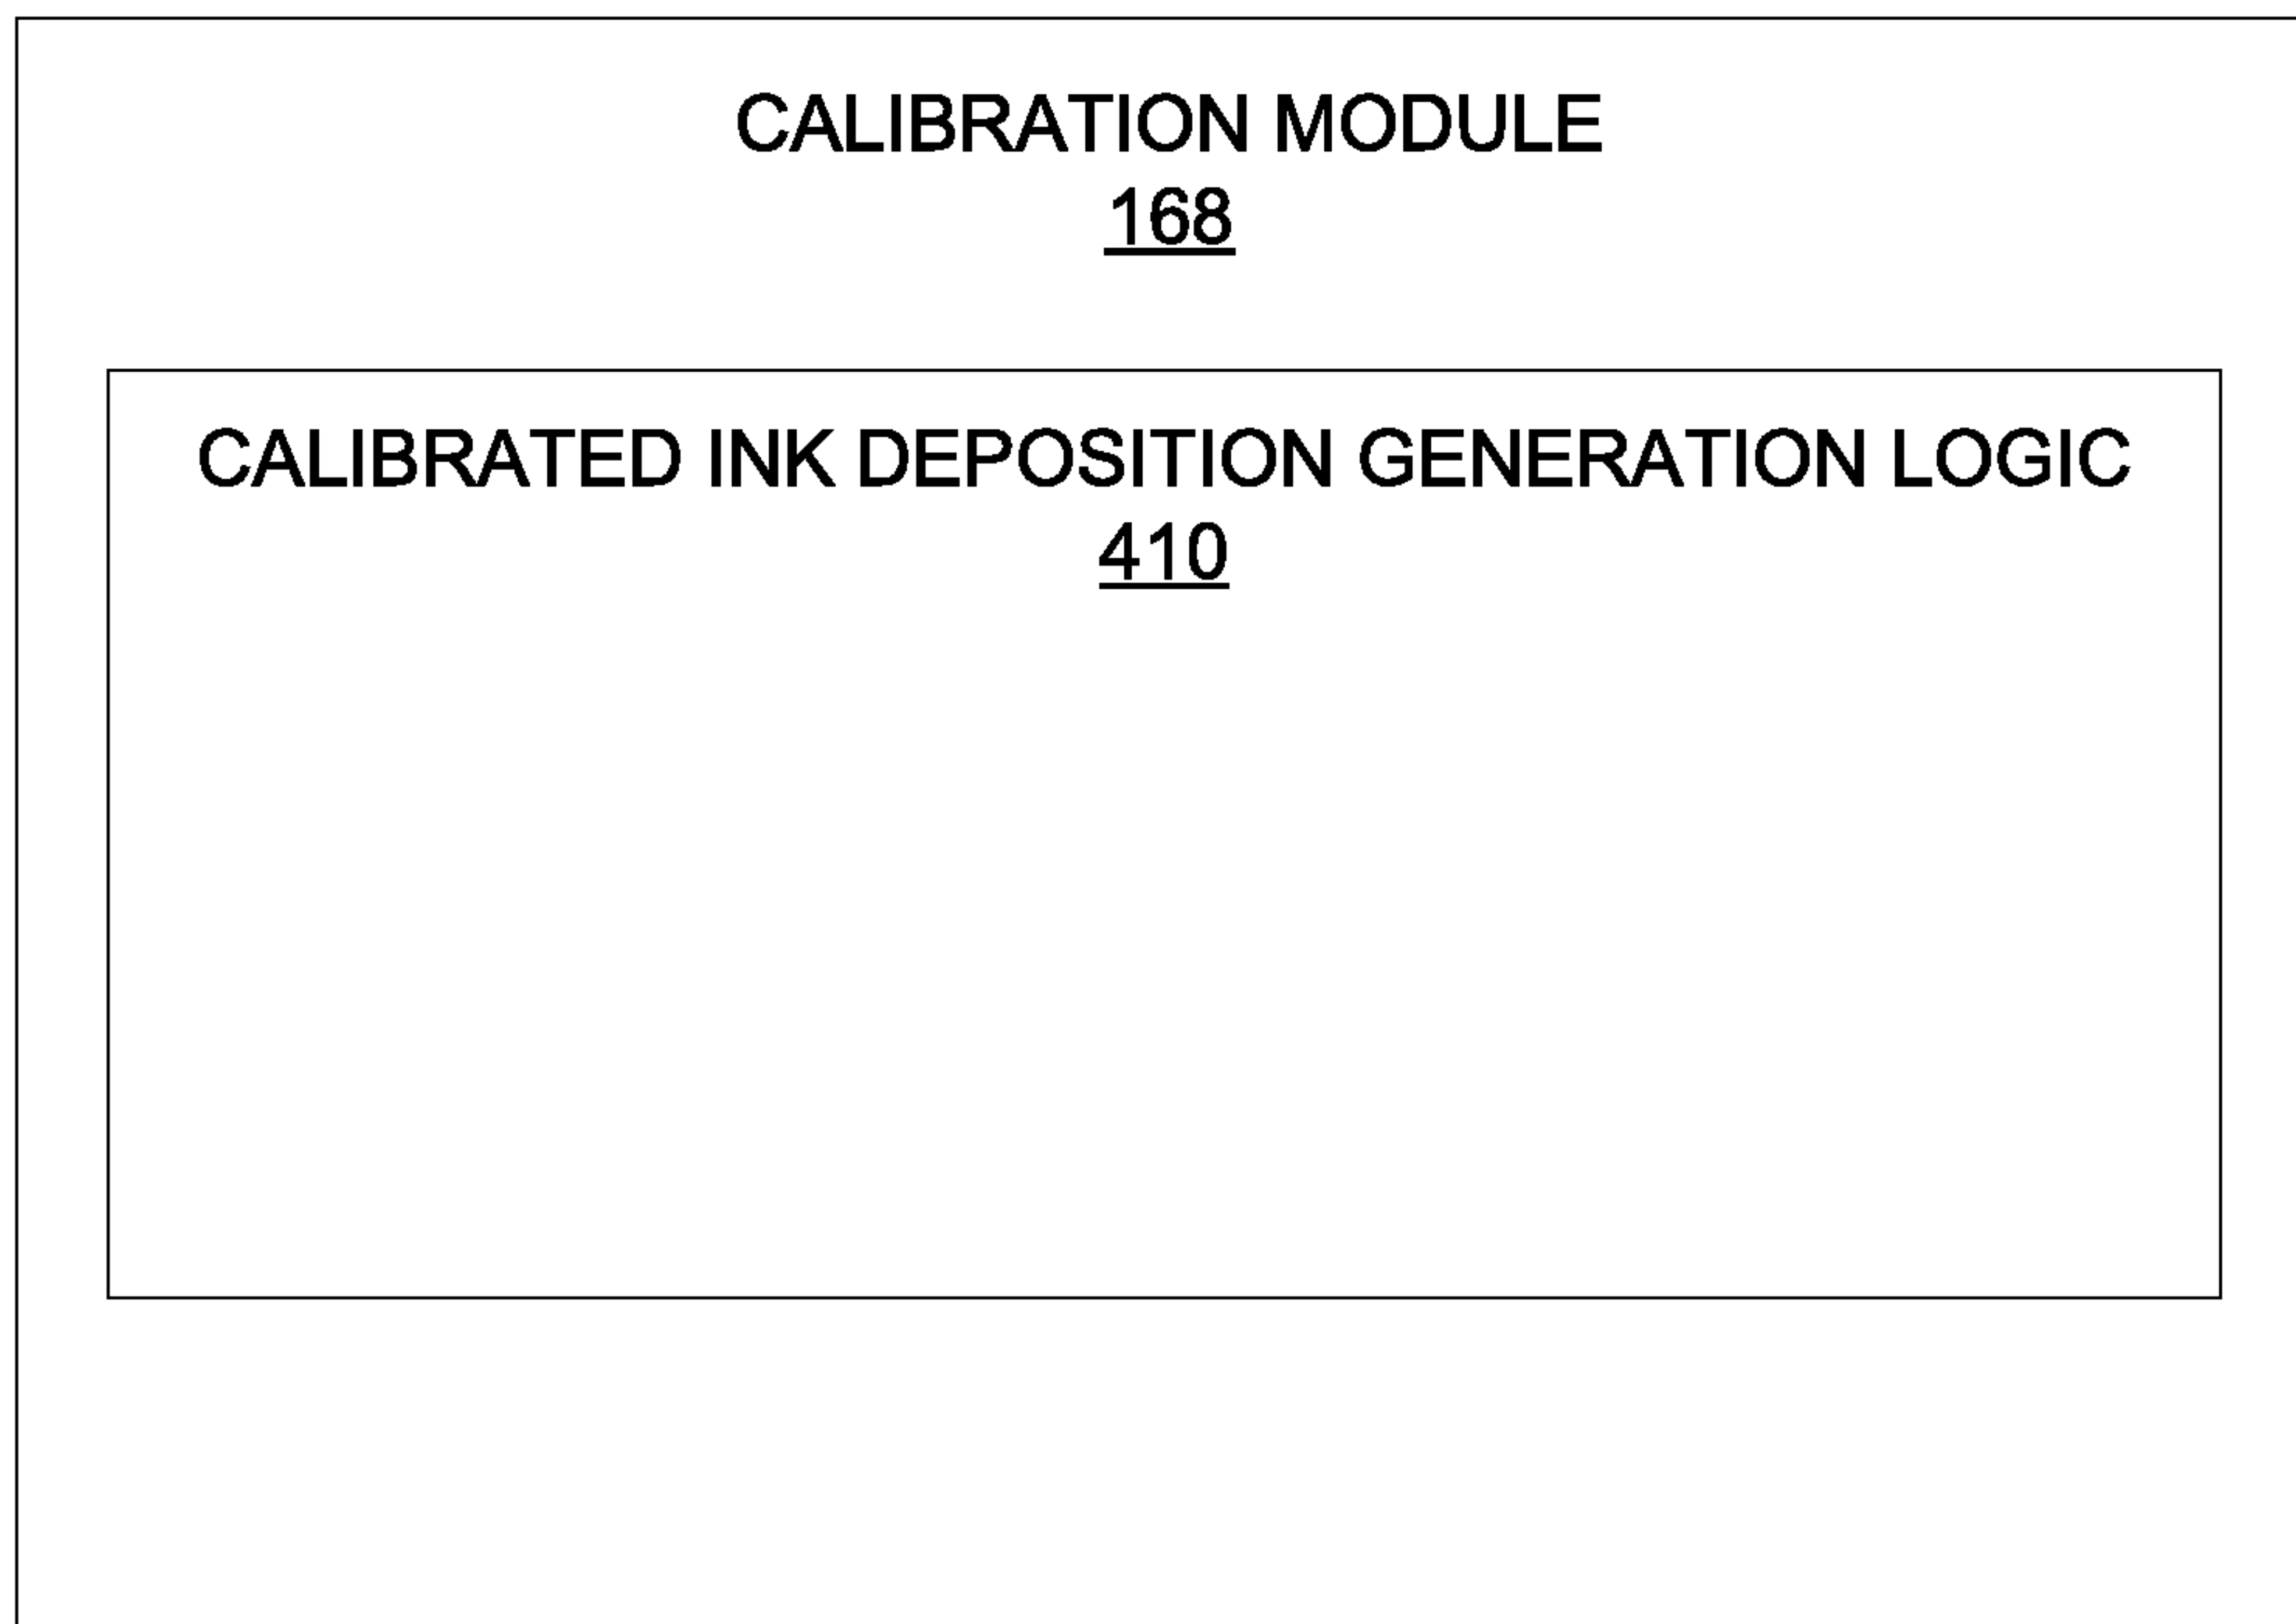 CALIBRATION MODULE
168
CALIBRATED INK DEPOSITION GENERATION LOGIC
410